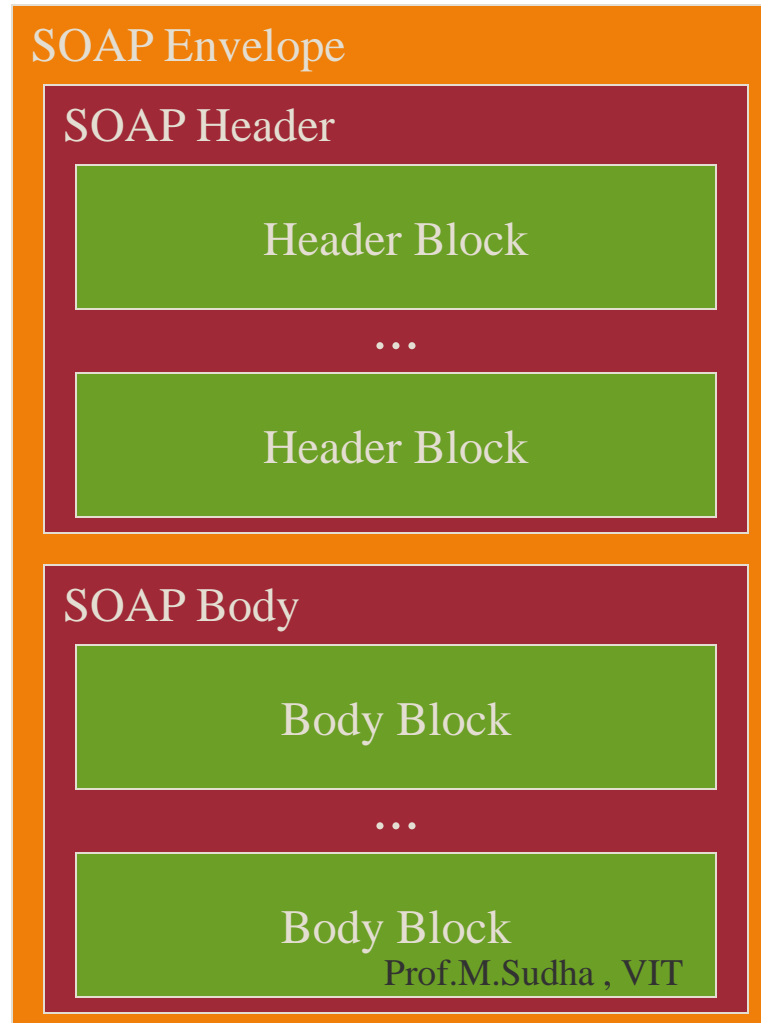 SOAP Envelope
SOAP Header
Header Block
...
Header Block
SOAP Body
Body Block
...
Body Block
Prof.M.Sudha , VIT